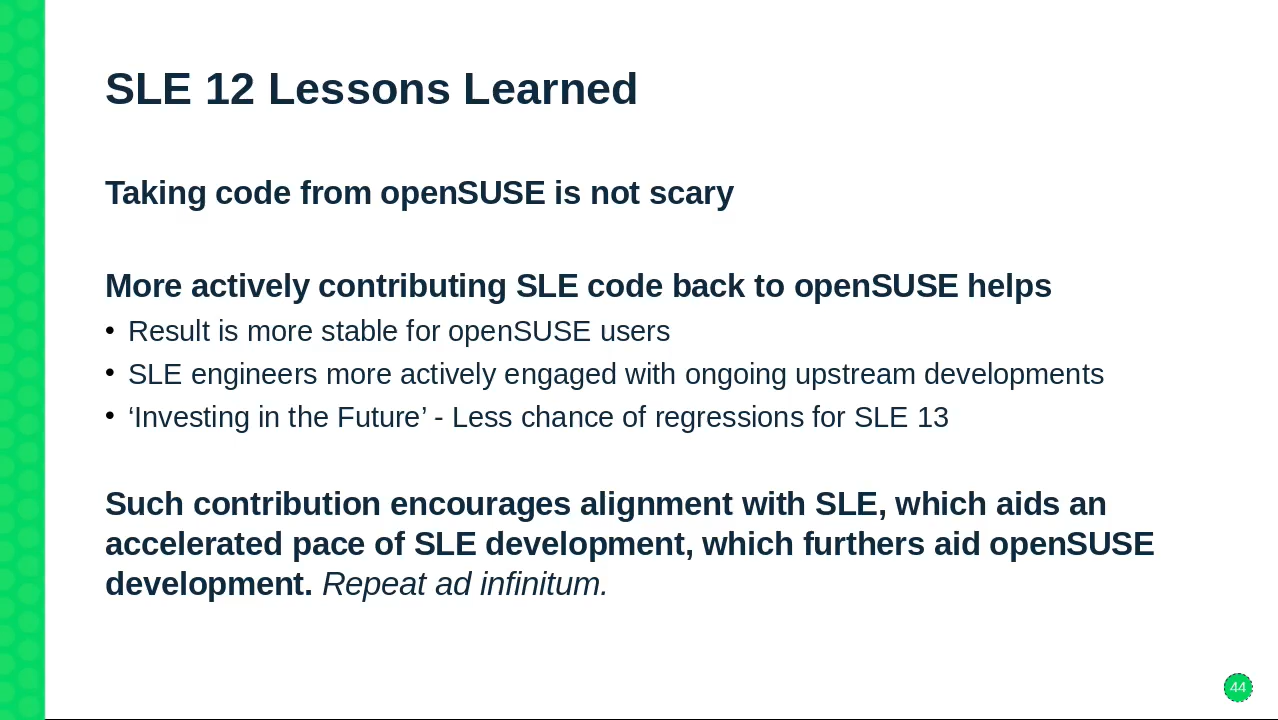 SLE 12 Lessons Learned
Taking code from openSUSE is not scary
More actively contributing SLE code back to openSUSE helps
• Result is more stable for openSUSE users
• SLE engineers more actively engaged with ongoing upstream developments
• ‘Investing in the Future’ - Less chance of regressions for SLE 13
Such contribution encourages alignment with SLE, which aids an
accelerated pace of SLE development, which furthers aid openSUSE
development. Repeat ad infinitum.
44